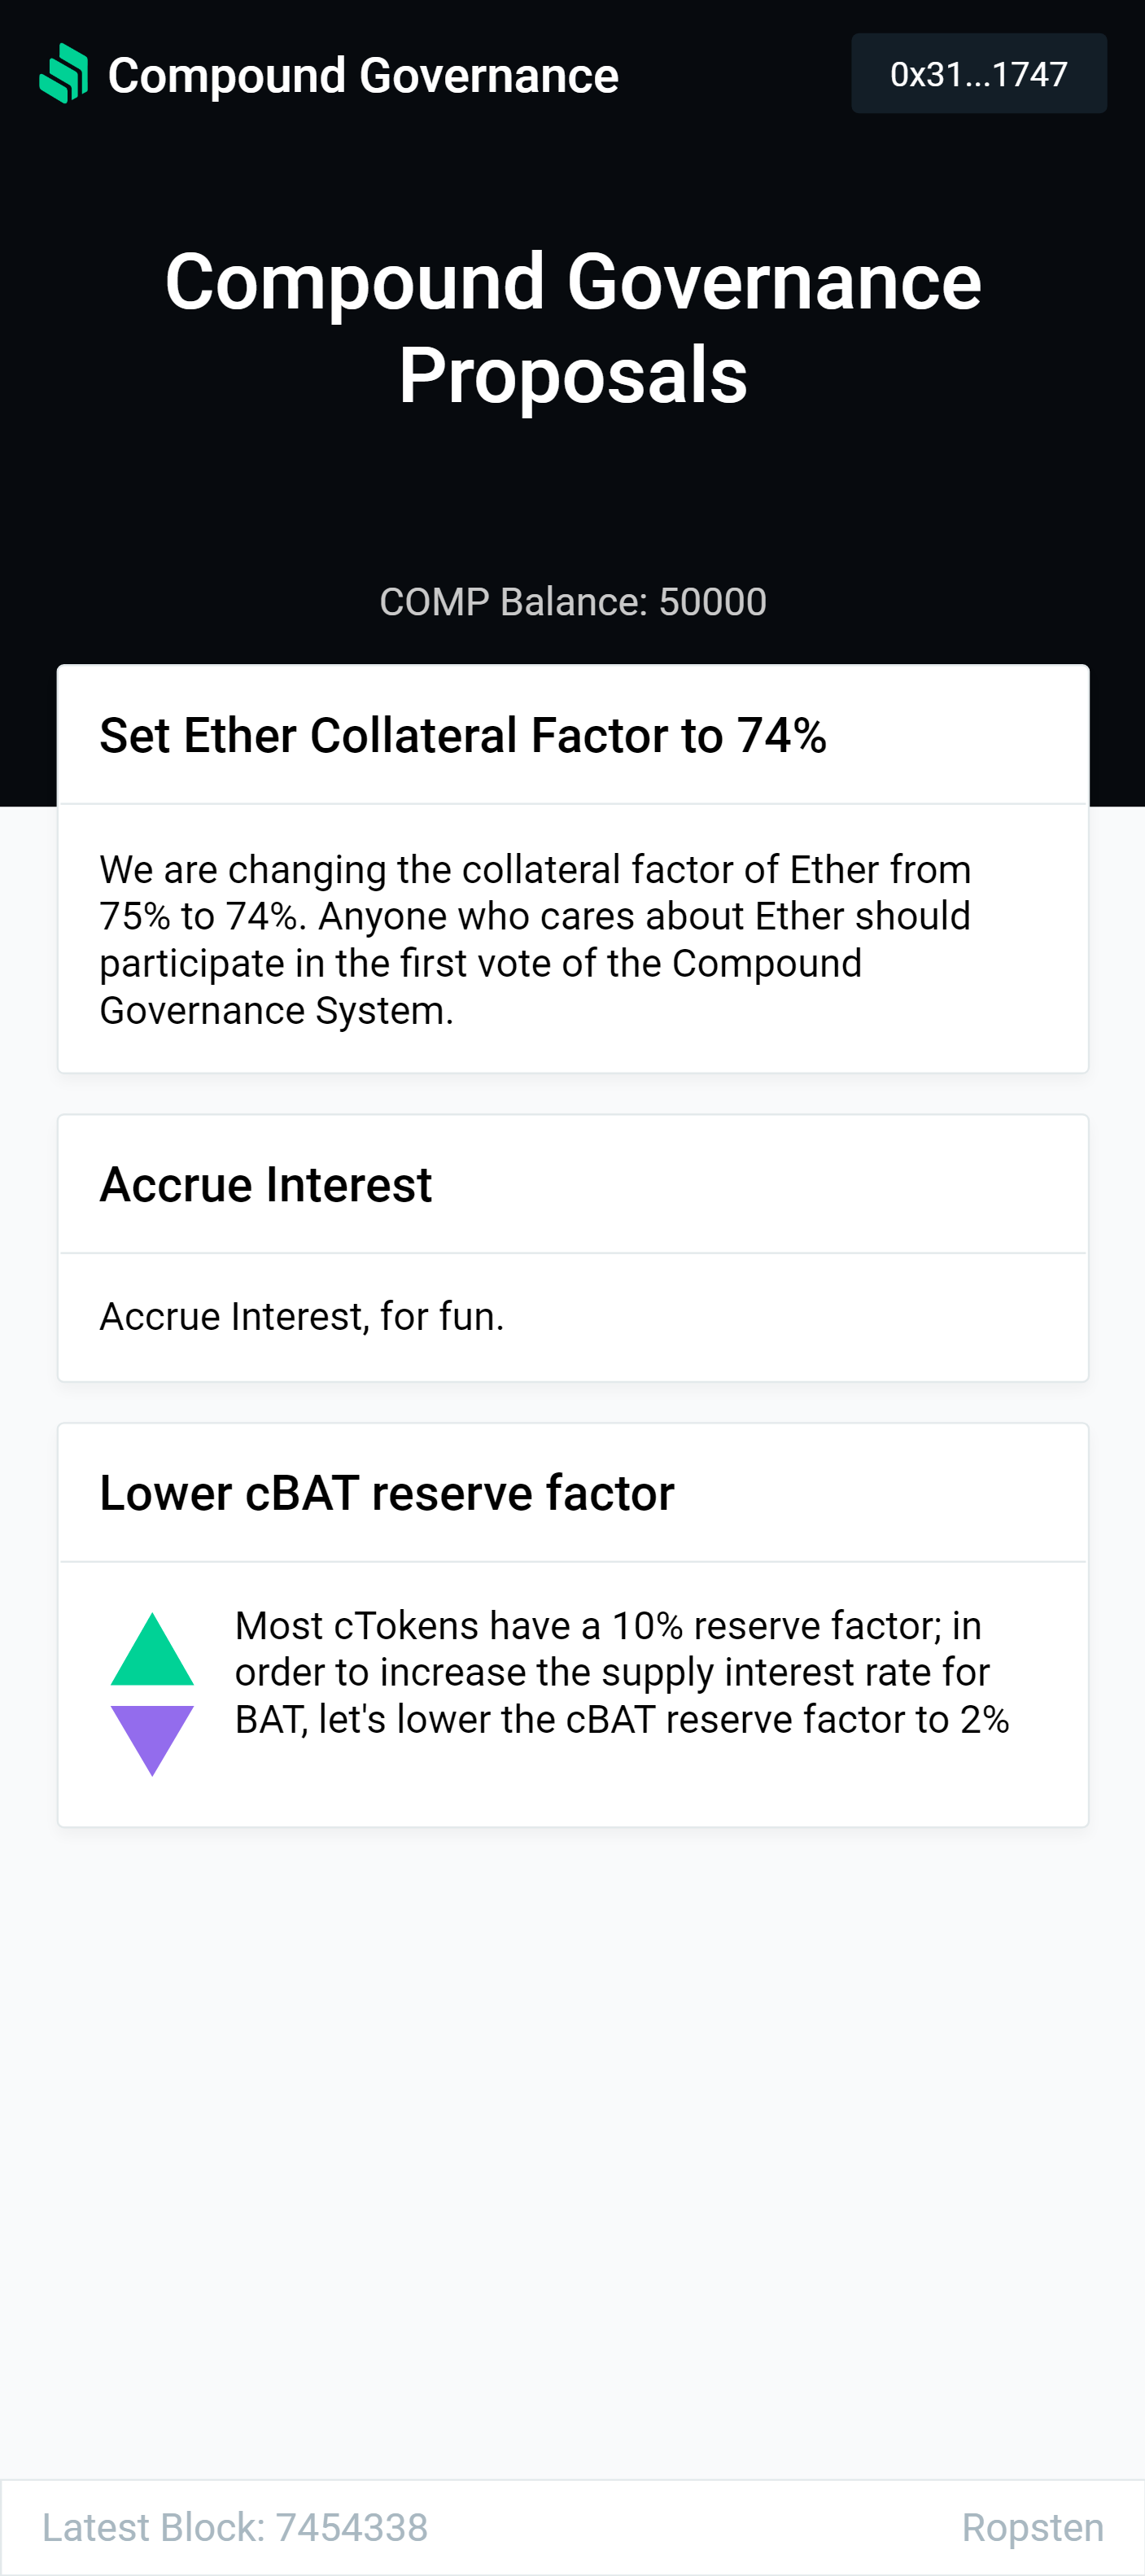 Compound Governance
0x31...1747
Compound Governance
Proposals
COMP Balance: 50000
Set Ether Collateral Factor to 74%
We are changing the collateral factor of Ether from
75% to 74%. Anyone who cares about Ether should
participate in the first vote of the Compound
Governance System.
Accrue Interest
Accrue Interest, for fun.
Lower cBAT reserve factor
Most cTokens have a 10% reserve factor; in
order to increase the supply interest rate for
BAT, let's lower the cBAT reserve factor to 2%
Latest Block: 7454338
Ropsten